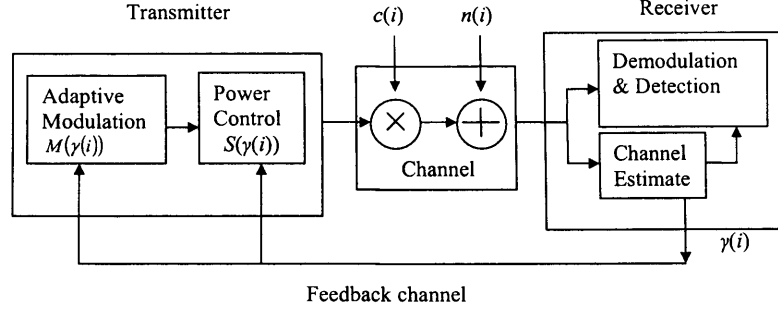 Transmitter
c(i)
n(i)
Receiver
Adaptive
Modulation
M(γ(i))
Power
Control
S(γ(i))
×
+
Channel
Demodulation
& Detection
Channel
Estimate
γ(i)
Feedback channel